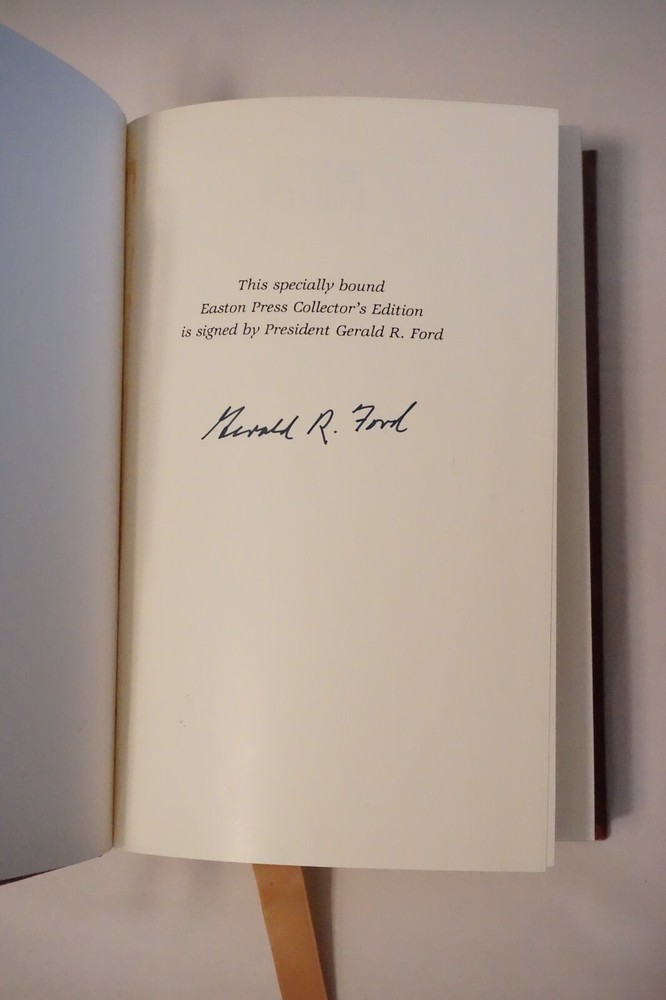 This specially bound
Easton Press Collector's Edition
is signed by President Gerald R. Ford
Gerald R. Ford